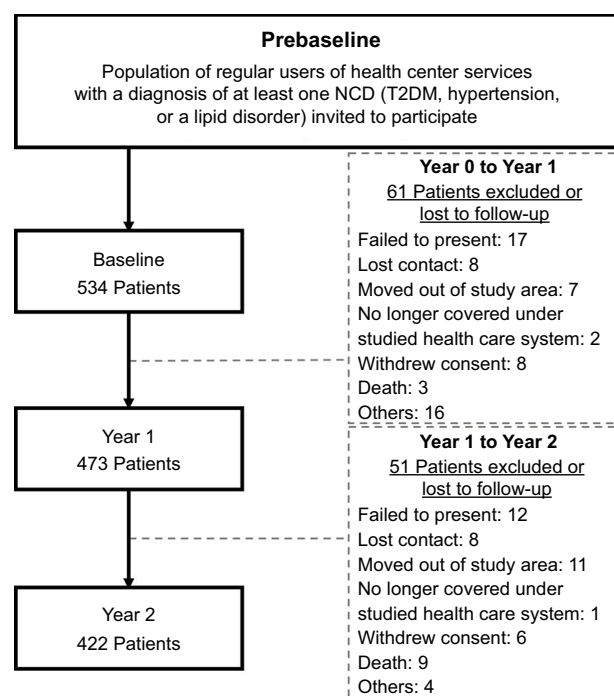 Prebaseline
Population of regular users of health center services
with a diagnosis of at least one NCD (T2DM, hypertension,
or a lipid disorder) invited to participate
Year 0 to Year 1
61 Patients excluded or
lost to follow-up
Failed to present: 17
Lost contact: 8
Moved out of study area: 7
No longer covered under
studied health care system: 2
Withdrew consent: 8
Death: 3
Others: 16
Baseline
534 Patients
Year 1
473 Patients
Year 1 to Year 2
51 Patients excluded or
lost to follow-up
Failed to present: 12
Lost contact: 8
Moved out of study area: 11
No longer covered under
studied health care system: 1
Withdrew consent: 6
Death: 9
Others: 4
Year 2
422 Patients